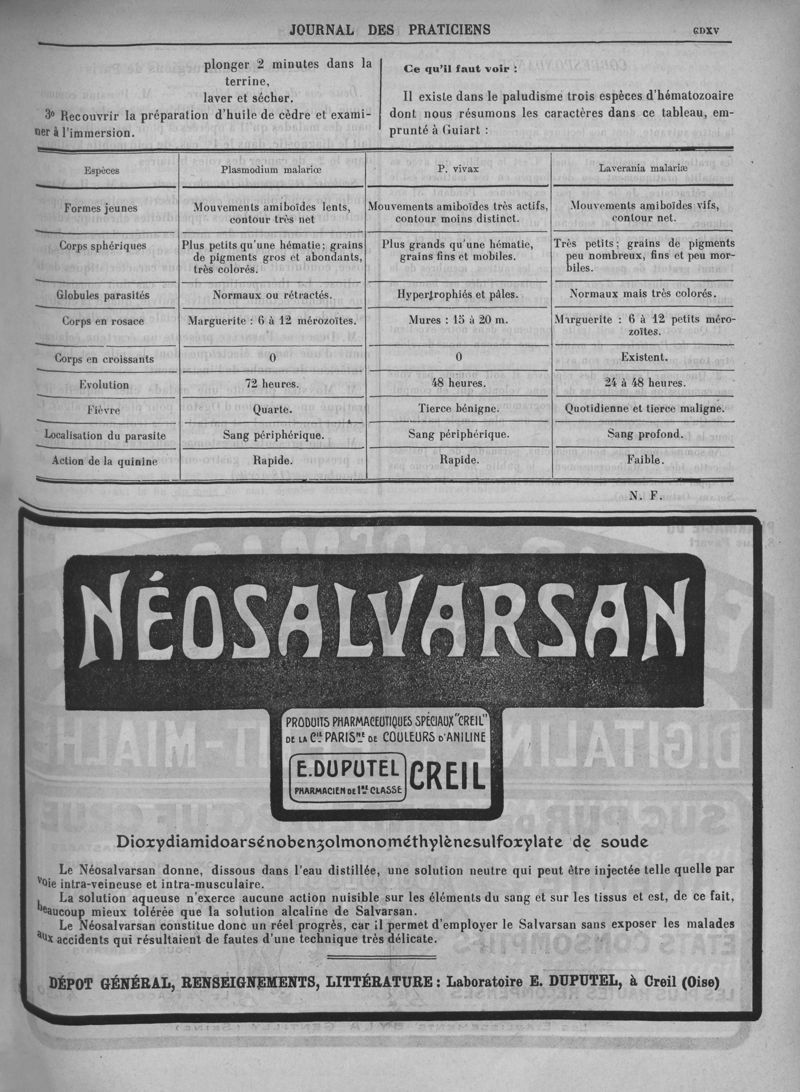 JOURNAL DES PRATICIENS
GDXV
plonger 2 minutes dans la
terrine,
laver et sécher.
3º Recouvrir la préparation d'huile de cèdre et exami-
ner à l'immersion.
Ce qu'il faut voir :
Il existe dans le paludisme trois espèces d'hématozoaire
dont nous résumons les caractères dans ce tableau, em-
prunté à Guiart :
Espèces
Plasmodium malariæ
P. vivax
Laverania malariæ
Formes jeunes
Mouvements amiboïdes lents,
contour très net
Mouvements amiboïdes très actifs,
contour moins distinct.
Mouvements amiboïdes vifs,
contour net.
Corps sphériques
Plus petits qu'une hématie; grains
de pigments gros et abondants,
très colorés.
Plus grands qu'une hématie,
grains fins et mobiles.
Très petits; grains de pigments
peu nombreux, fins et peu mor-
biles.
Globules parasités
Normaux ou rétractés.
Hypertrophiés et pâles.
Normaux mais très colorés.
Corps en rosace
Marguerite : 6 à 12 mérozoïtes.
Mures : 15 à 20 m.
Marguerite : 6 à 12 petits méro-
zoïtes.
Corps en croissants
0
0
Existent.
Evolution
72 heures.
48 heures.
24 à 48 heures.
Fièvre
Quarte.
Tierce bénigne.
Quotidienne et tierce maligne.
Localisation du parasite
Sang périphérique.
Sang périphérique.
Sang profond.
Action de la quinine
Rapide.
Rapide.
Faible.
N. F.
NÉOSALVARSAN
PRODUITS PHARMACEUTIQUES SPÉCIAUX "CREIL"
DE LA Cie PARISne DE COULEURS D'ANILINE
E. DUPUTEL
PHARMACIEN DE 1re CLASSE
CREIL
Dioxydiamidoarsénobenzolmonométhylènesulfoxylate de soude
Le Néosalvarsan donne, dissous dans l'eau distillée, une solution neutre qui peut être injectée telle quelle par
voie intra-veineuse et intra-musculaire.
La solution aqueuse n'exerce aucune action nuisible sur les éléments du sang et sur les tissus et est, de ce fait,
beaucoup mieux tolérée que la solution alcaline de Salvarsan.
Le Néosalvarsan constitue donc un réel progrès, car il permet d'employer le Salvarsan sans exposer les malades
aux accidents qui résultaient de fautes d'une technique très délicate.
DÉPOT GÉNÉRAL, RENSEIGNEMENTS, LITTÉRATURE : Laboratoire E. DUPUTEL, à Creil (Oise)